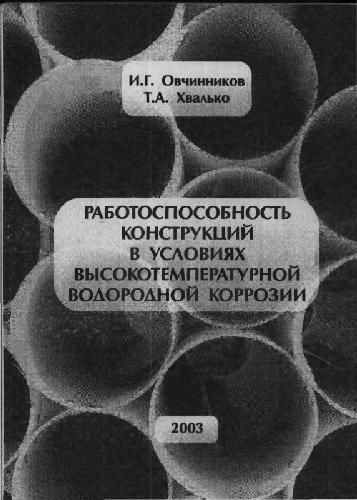 И.Г. Овчинников
Т.А. Хвалько
РАБОТОСПОСОБНОСТЬ
КОНСТРУКЦИЙ
В УСЛОВИЯХ
ВЫСОКОТЕМПЕРАТУРНОЙ
ВОДОРОДНОЙ КОРРОЗИИ
2003